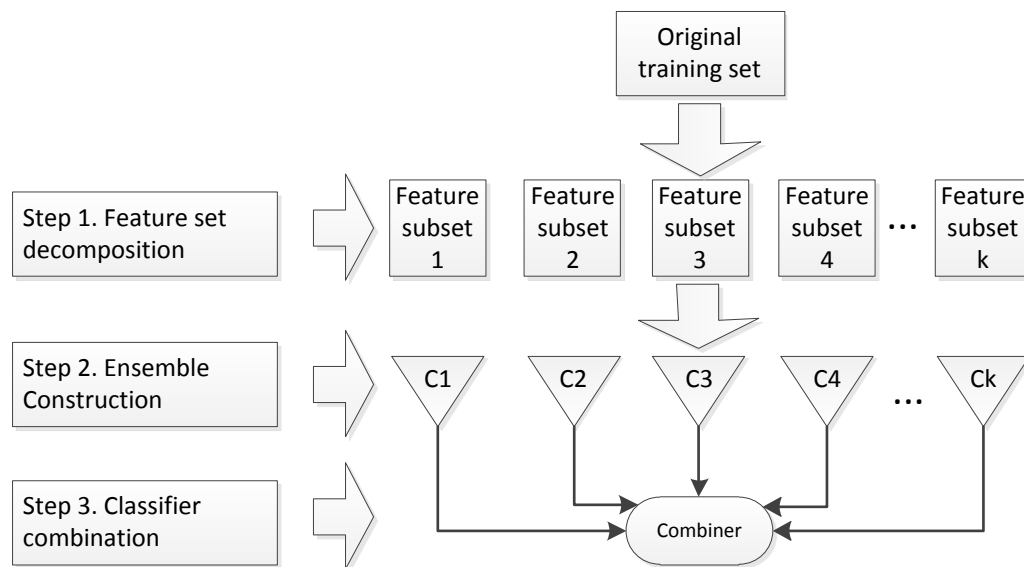 Original
training set
Step 1. Feature set
decomposition
Feature
subset
1
Feature
subset
2
Feature
subset
3
Feature
subset
4
...
Feature
subset
k
Step 2. Ensemble
Construction
C1
C2
C3
C4
...
Ck
Step 3. Classifier
combination
Combiner